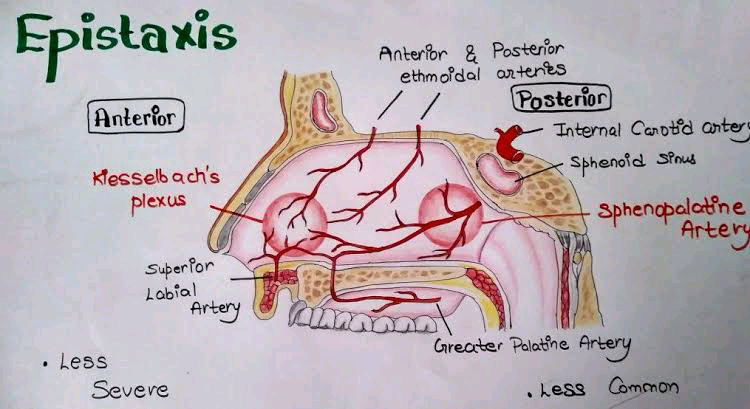 Epistaxis
Anterior & Posterior
ethmoidal arteries
Anterior
Posterior
Internal Carotid artery
Sphenoid Sinus
Kiesselbach's
plexus
Sphenopalatine
Artery
Superior
Labial
Artery
Greater Palatine Artery
• Less
Severe
• Less Common